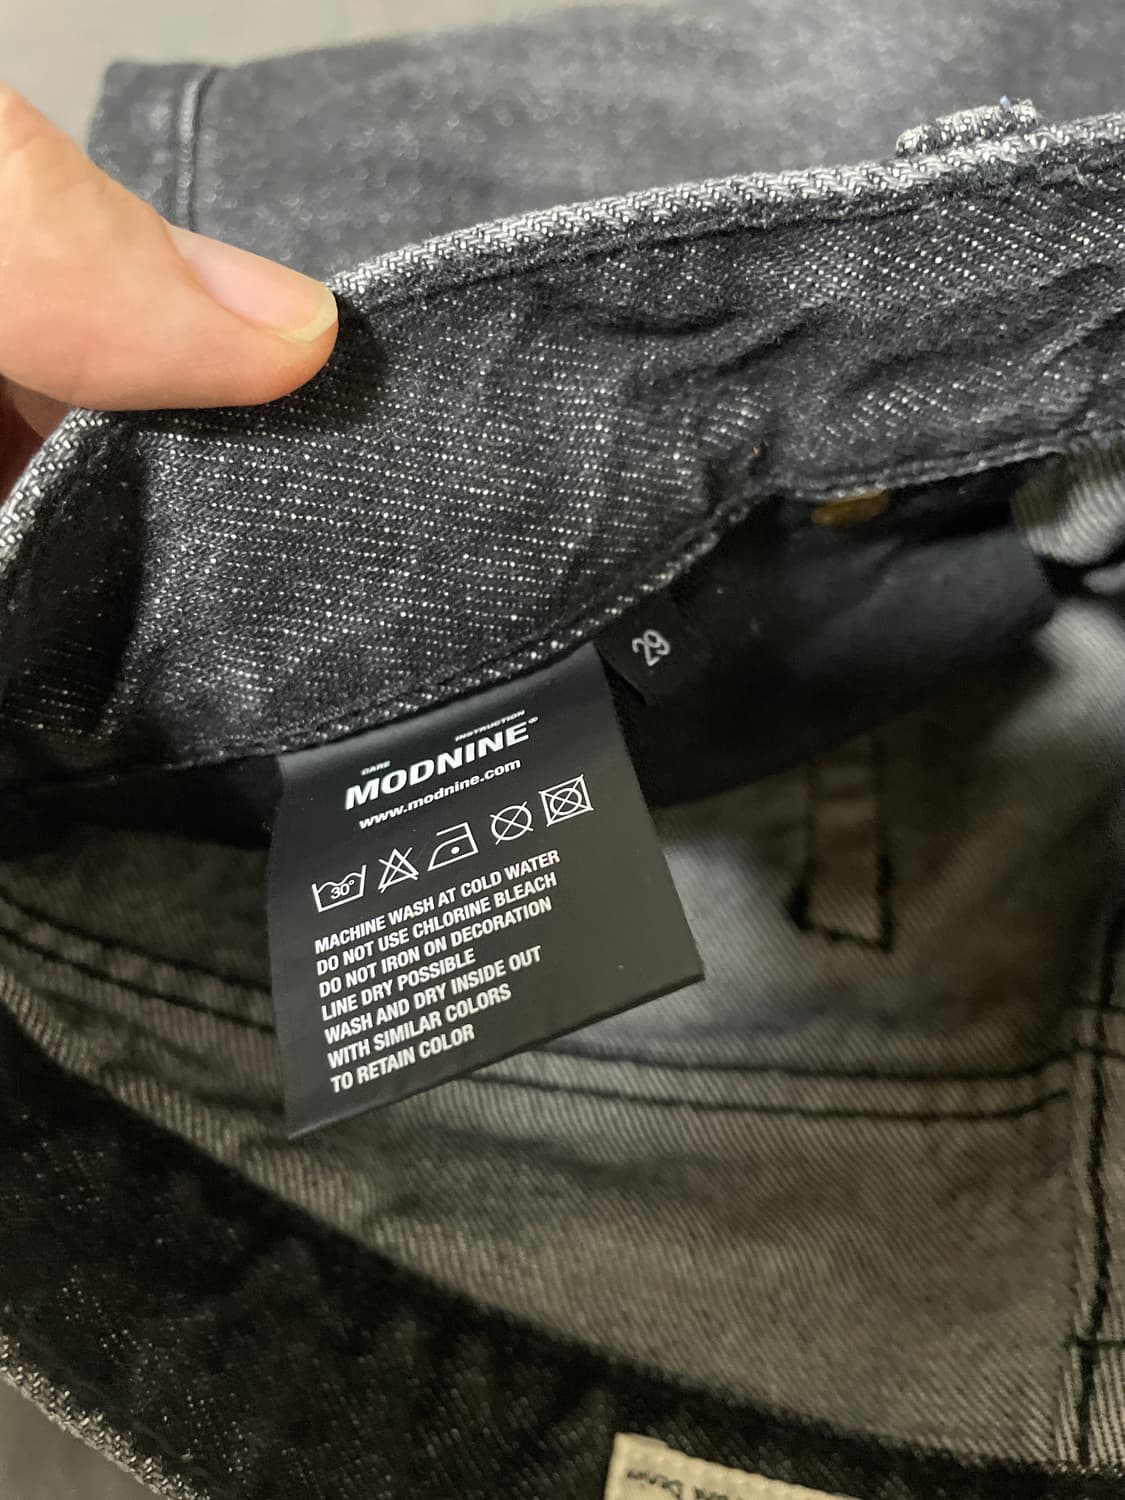 CARE INSTRUCTION
MODNINE®
www.modnine.com
30°
MACHINE WASH AT COLD WATER
DO NOT USE CHLORINE BLEACH
DO NOT IRON ON DECORATION
LINE DRY POSSIBLE
WASH AND DRY INSIDE OUT
WITH SIMILAR COLORS
TO RETAIN COLOR
29
Denim